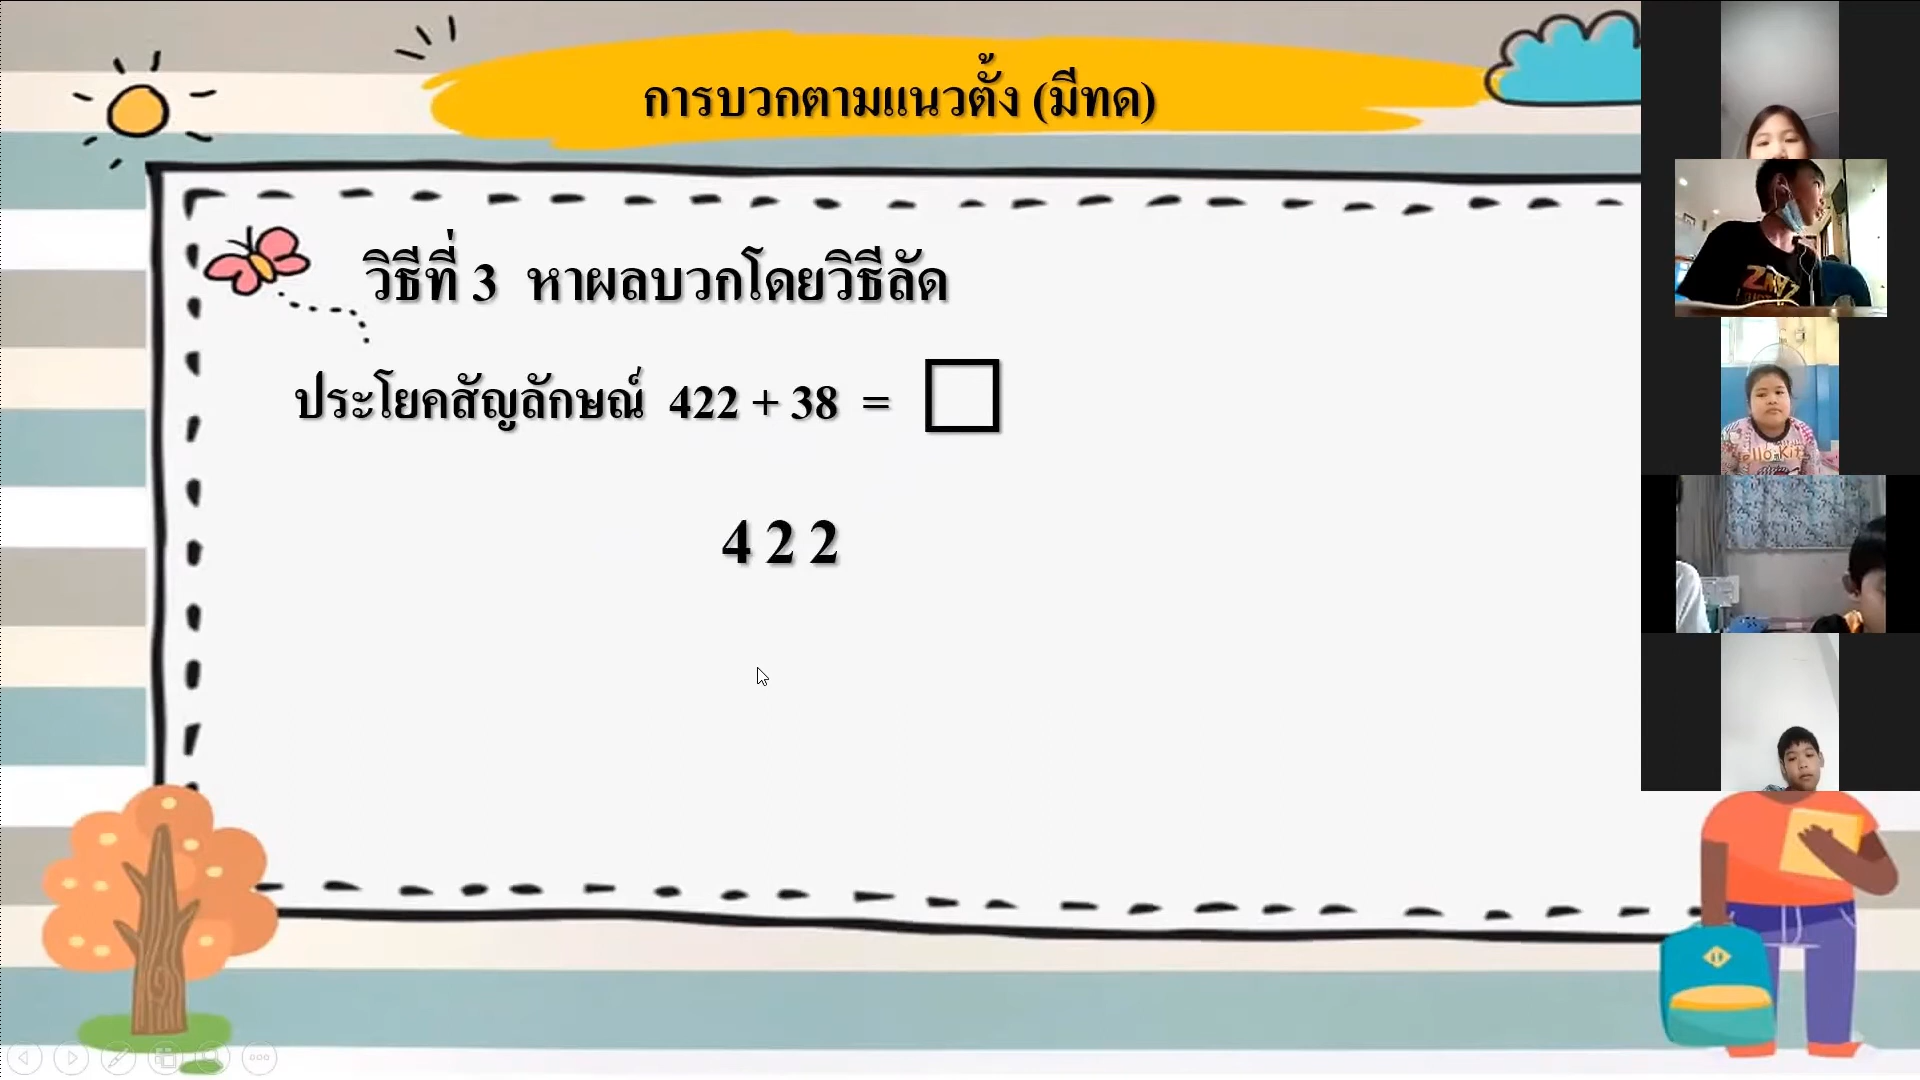 การบวกตามแนวตั้ง (มีทด)
วิธีที่ 3 หาผลบวกโดยวิธีลัด
ประโยคสัญลักษณ์ 422 + 38 =
4 2 2